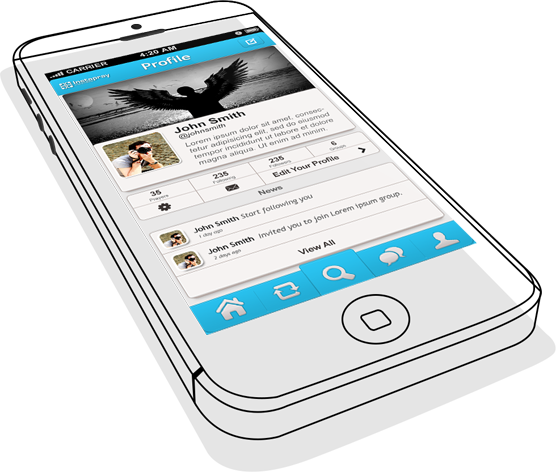 CARRIER
4:20 AM
Instapray
Profile
John Smith
@johnsmith
Lorem ipsum dolor sit amet, consec-
tetur adipisicing elit, sed do eiusmod
tempor incididunt ut labore et dolore
magna aliqua. Ut enim ad minim.
35
235
Following
235
Following
6
Groups
Edit Your Profile
News
John Smith Start following you
1 day ago
John Smith Invited you to join Lorem ipsum group.
2 days ago
View All